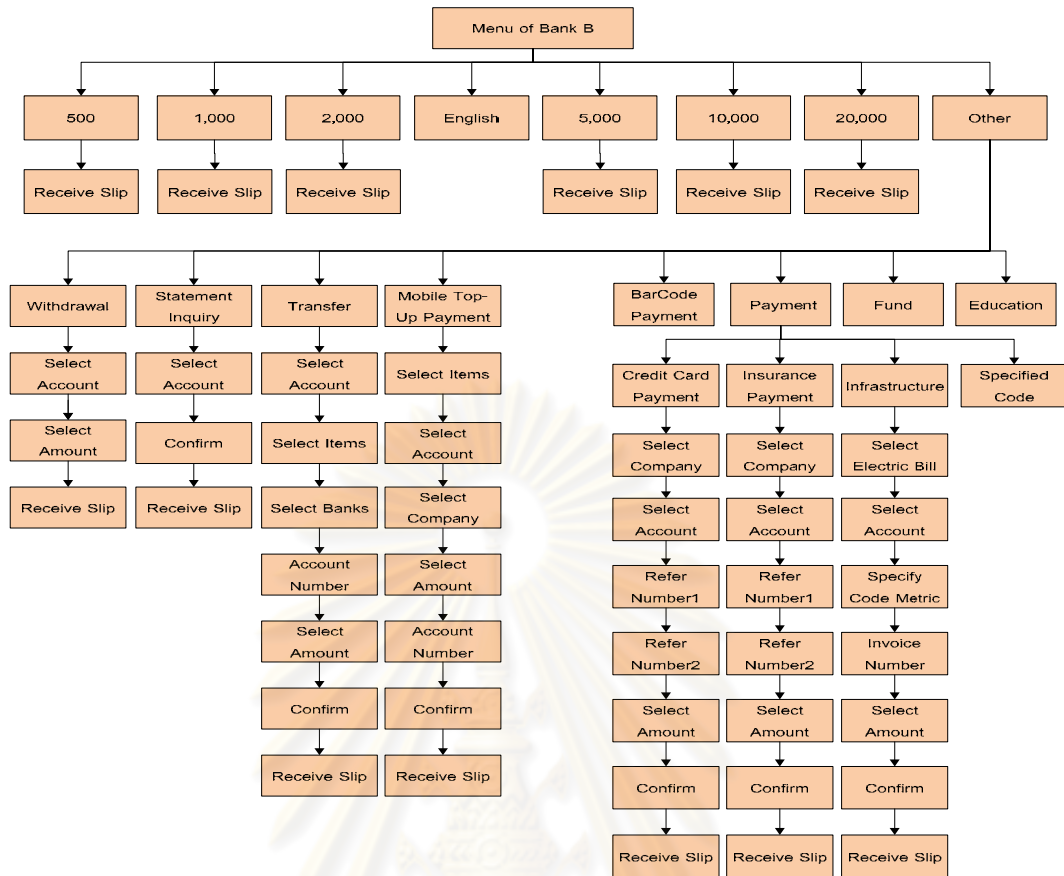 Menu of Bank B
500
1,000
2,000
English
5,000
10,000
20,000
Other
Receive Slip
Receive Slip
Receive Slip
Receive Slip
Receive Slip
Receive Slip
Withdrawal
Statement
Inquiry
Transfer
Mobile Top-
Up Payment
BarCode
Payment
Payment
Fund
Education
Select
Account
Select
Account
Select
Account
Select Items
Credit Card
Payment
Insurance
Payment
Infrastructure
Specified
Code
Select
Amount
Confirm
Select Items
Select
Account
Select
Company
Select
Company
Select
Electric Bill
Receive Slip
Receive Slip
Select Banks
Select
Company
Select
Account
Select
Account
Select
Account
Account
Number
Select
Amount
Refer
Number1
Refer
Number1
Specify
Code Metric
Select
Amount
Account
Number
Refer
Number2
Refer
Number2
Invoice
Number
Confirm
Confirm
Select
Amount
Select
Amount
Select
Amount
Receive Slip
Receive Slip
Confirm
Confirm
Confirm
Receive Slip
Receive Slip
Receive Slip